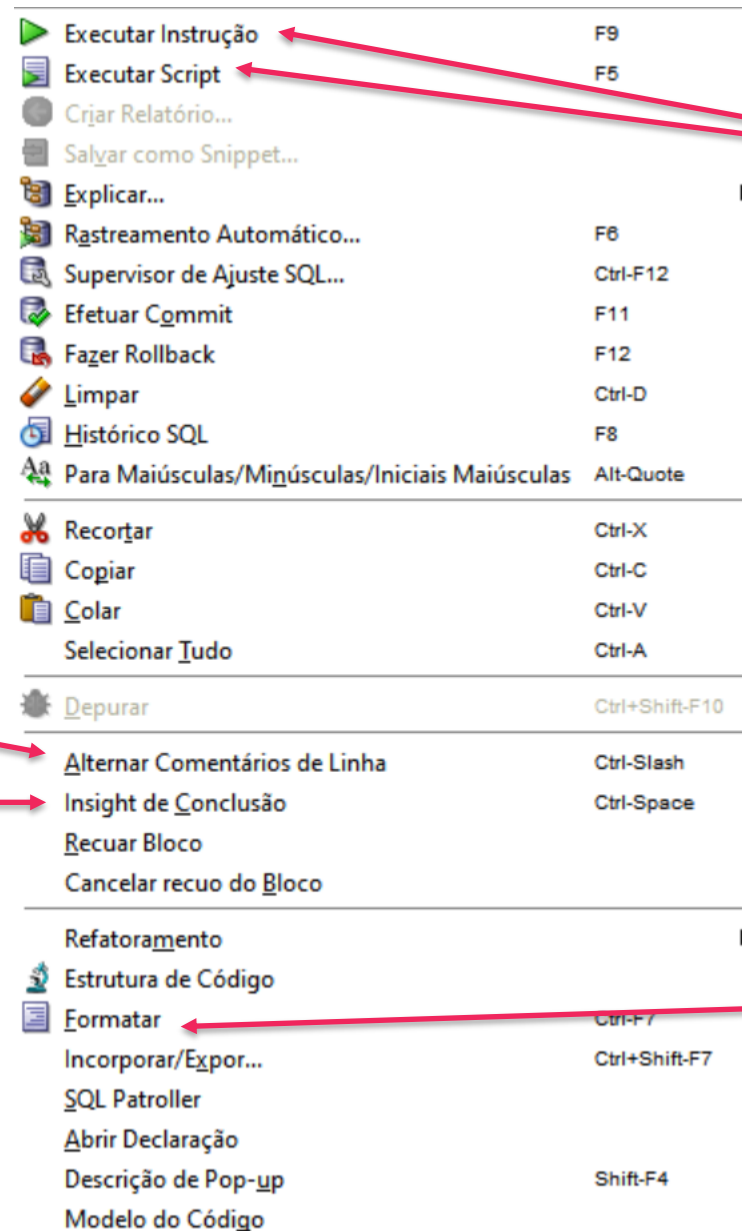 Executar Instrução F9
Executar Script F5
Criar Relatório...
Salvar como Snippet...
Explicar...
Rastreamento Automático... F6
Supervisor de Ajuste SQL... Ctrl-F12
Efetuar Commit F11
Fazer Rollback F12
Limpar Ctrl-D
Histórico SQL F8
Para Maiúsculas/Minúsculas/Iniciais Maiúsculas Alt-Quote
Recortar Ctrl-X
Copiar Ctrl-C
Colar Ctrl-V
Selecionar Tudo Ctrl-A
Depurar Ctrl+Shift-F10
Alternar Comentários de Linha Ctrl-Slash
Insight de Conclusão Ctrl-Space
Recuar Bloco
Cancelar recuo do Bloco
Refatoramento
Estrutura de Código
Formatar Ctrl-F7
Incorporar/Expor... Ctrl+Shift-F7
SQL Patroller
Abrir Declaração
Descrição de Pop-up Shift-F4
Modelo do Código